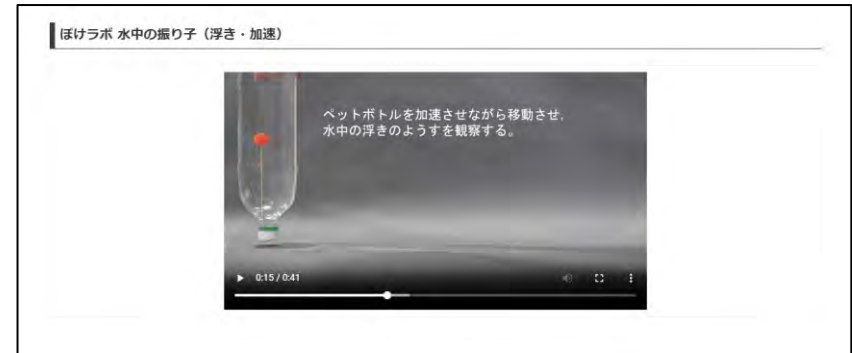 ぽけラボ 水中の振り子（浮き・加速）
ペットボトルを加速させながら移動させ，
水中の浮きのようすを観察する。
0:15 / 0:41